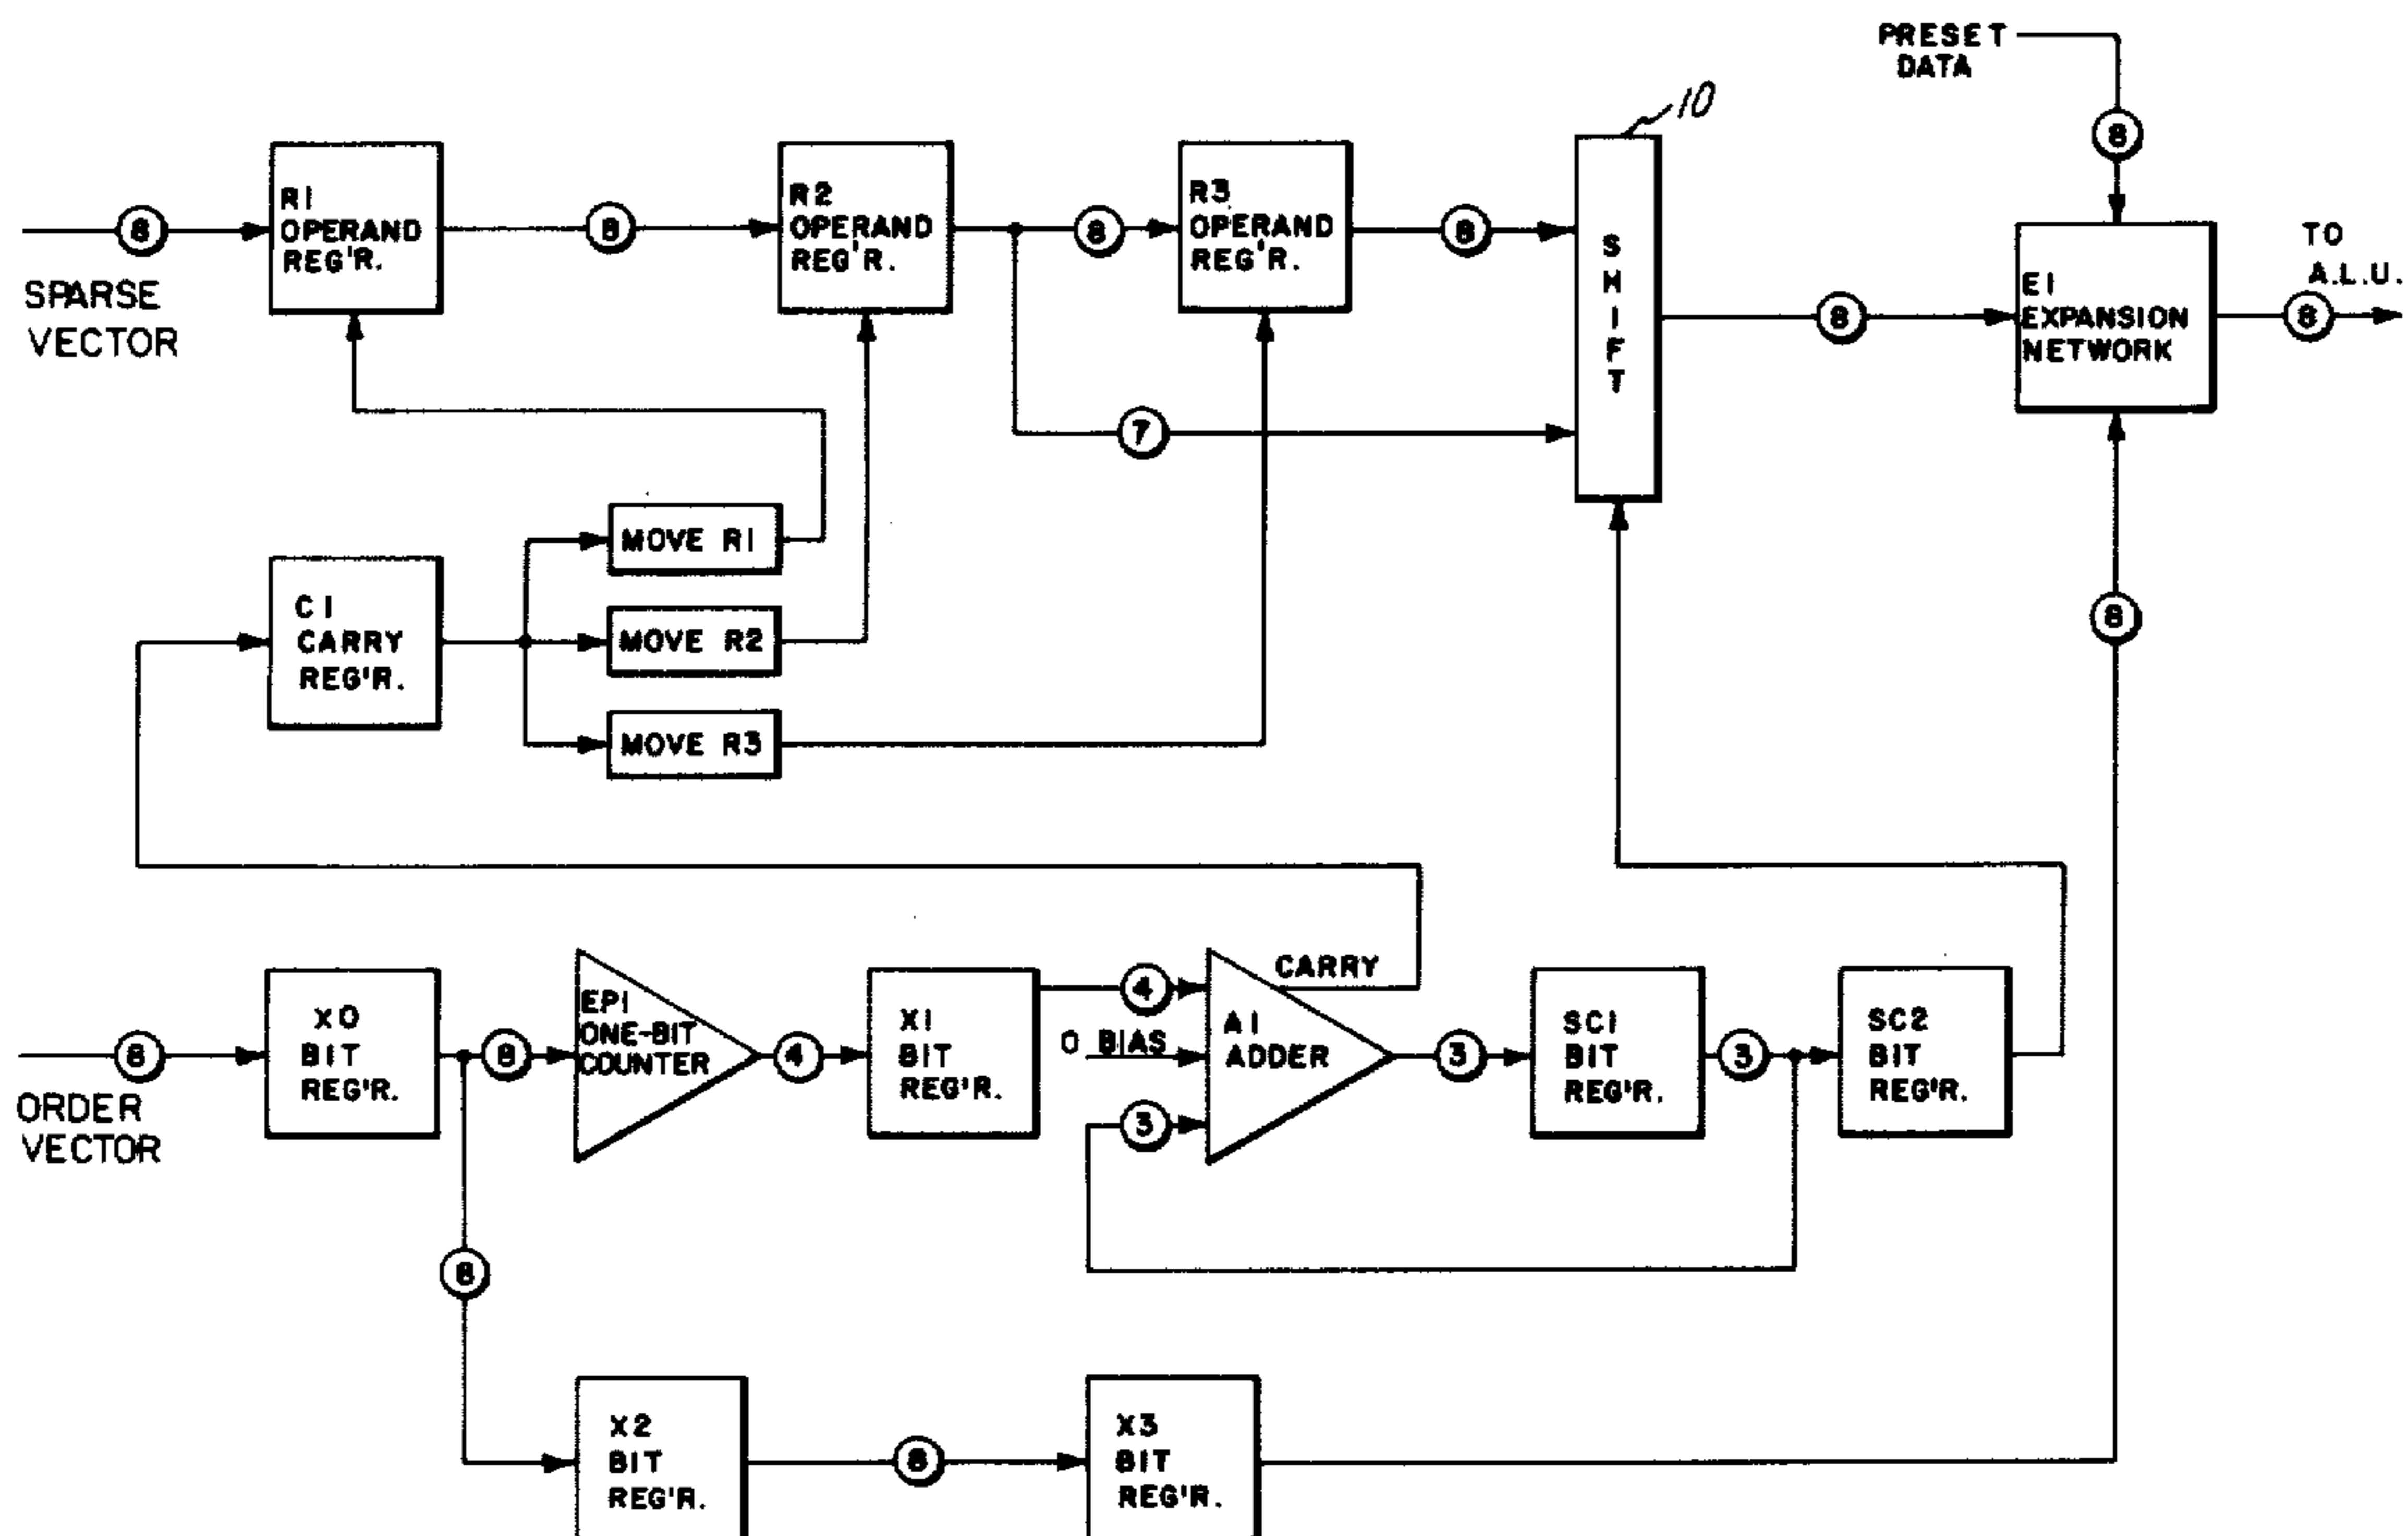 PRESET
DATA
10
8
R1
OPERAND
REG'R.
R2
OPERAND
REG'R.
R3
OPERAND
REG'R.
SHIFT
TO
A.L.U.
8
8
8
8
SPARSE
VECTOR
E1
EXPANSION
NETWORK
8
8
7
MOVE R1
C1
CARRY
REG'R.
MOVE R2
MOVE R3
8
CARRY
X0
BIT
REG'R.
EP1
ONE-BIT
COUNTER
X1
BIT
REG'R.
4
0 BIAS
3
A1
ADDER
SC1
BIT
REG'R.
SC2
BIT
REG'R.
8
8
4
3
3
ORDER
VECTOR
8
X2
BIT
REG'R.
8
X3
BIT
REG'R.